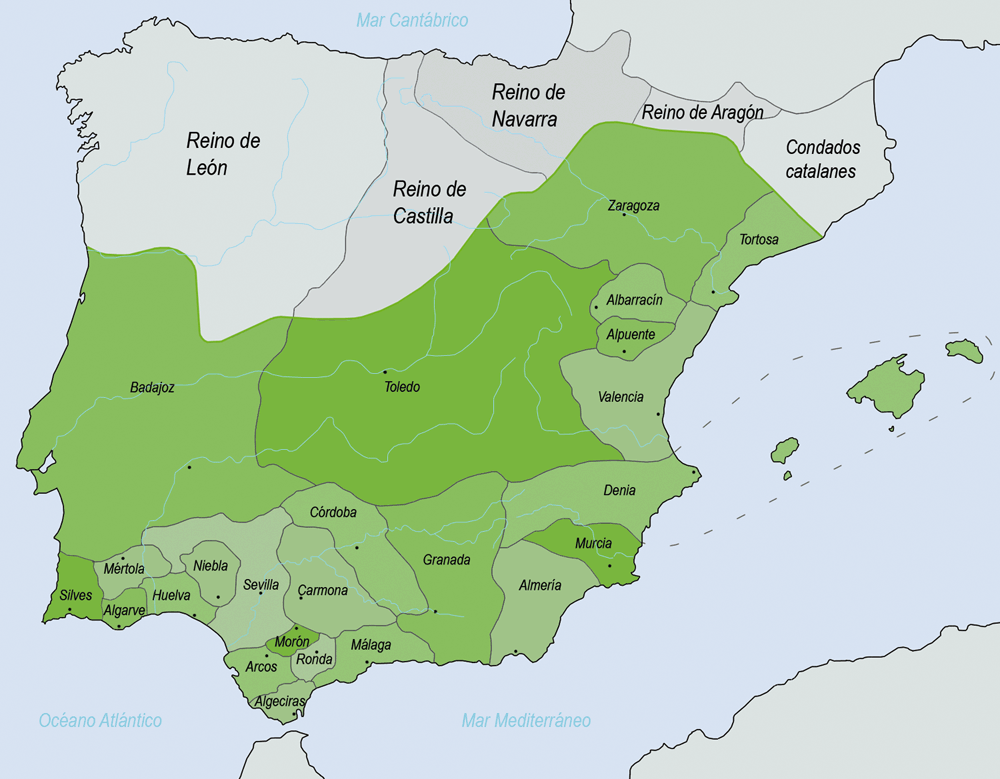 Mar Cantábrico
Reino de
Navarra
Reino de Aragón
Reino de
León
Condados
catalanes
Reino de
Castilla
Zaragoza
Tortosa
Albarracín
Alpuente
Badajoz
Toledo
Valencia
Denia
Córdoba
Murcia
Granada
Niebla
Mértola
Sevilla
Almería
Carmona
Silves
Huelva
Algarve
Morón
Málaga
Ronda
Arcos
Algeciras
Océano Atlántico
Mar Mediterráneo